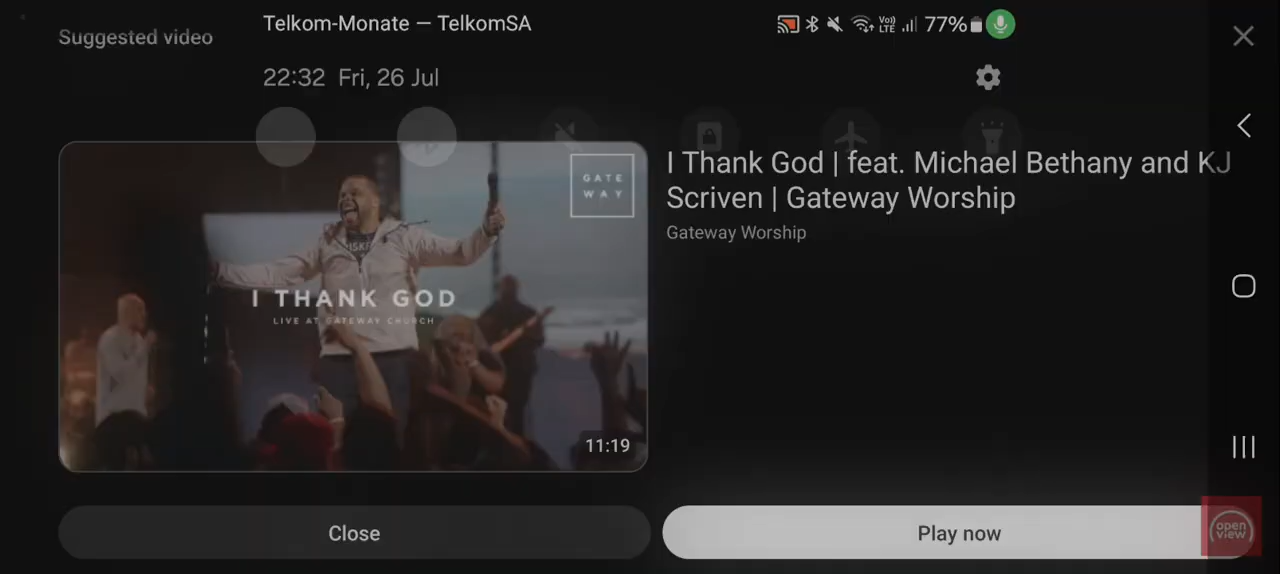 Telkom-Monate — TelkomSA
Vo))
LTE
77%
Suggested video
22:32 Fri, 26 Jul
GATE
WAY
I THANK GOD
LIVE AT GATEWAY CHURCH
11:19
I Thank God | feat. Michael Bethany and KJ
Scriven | Gateway Worship
Gateway Worship
Close
Play now
open
view